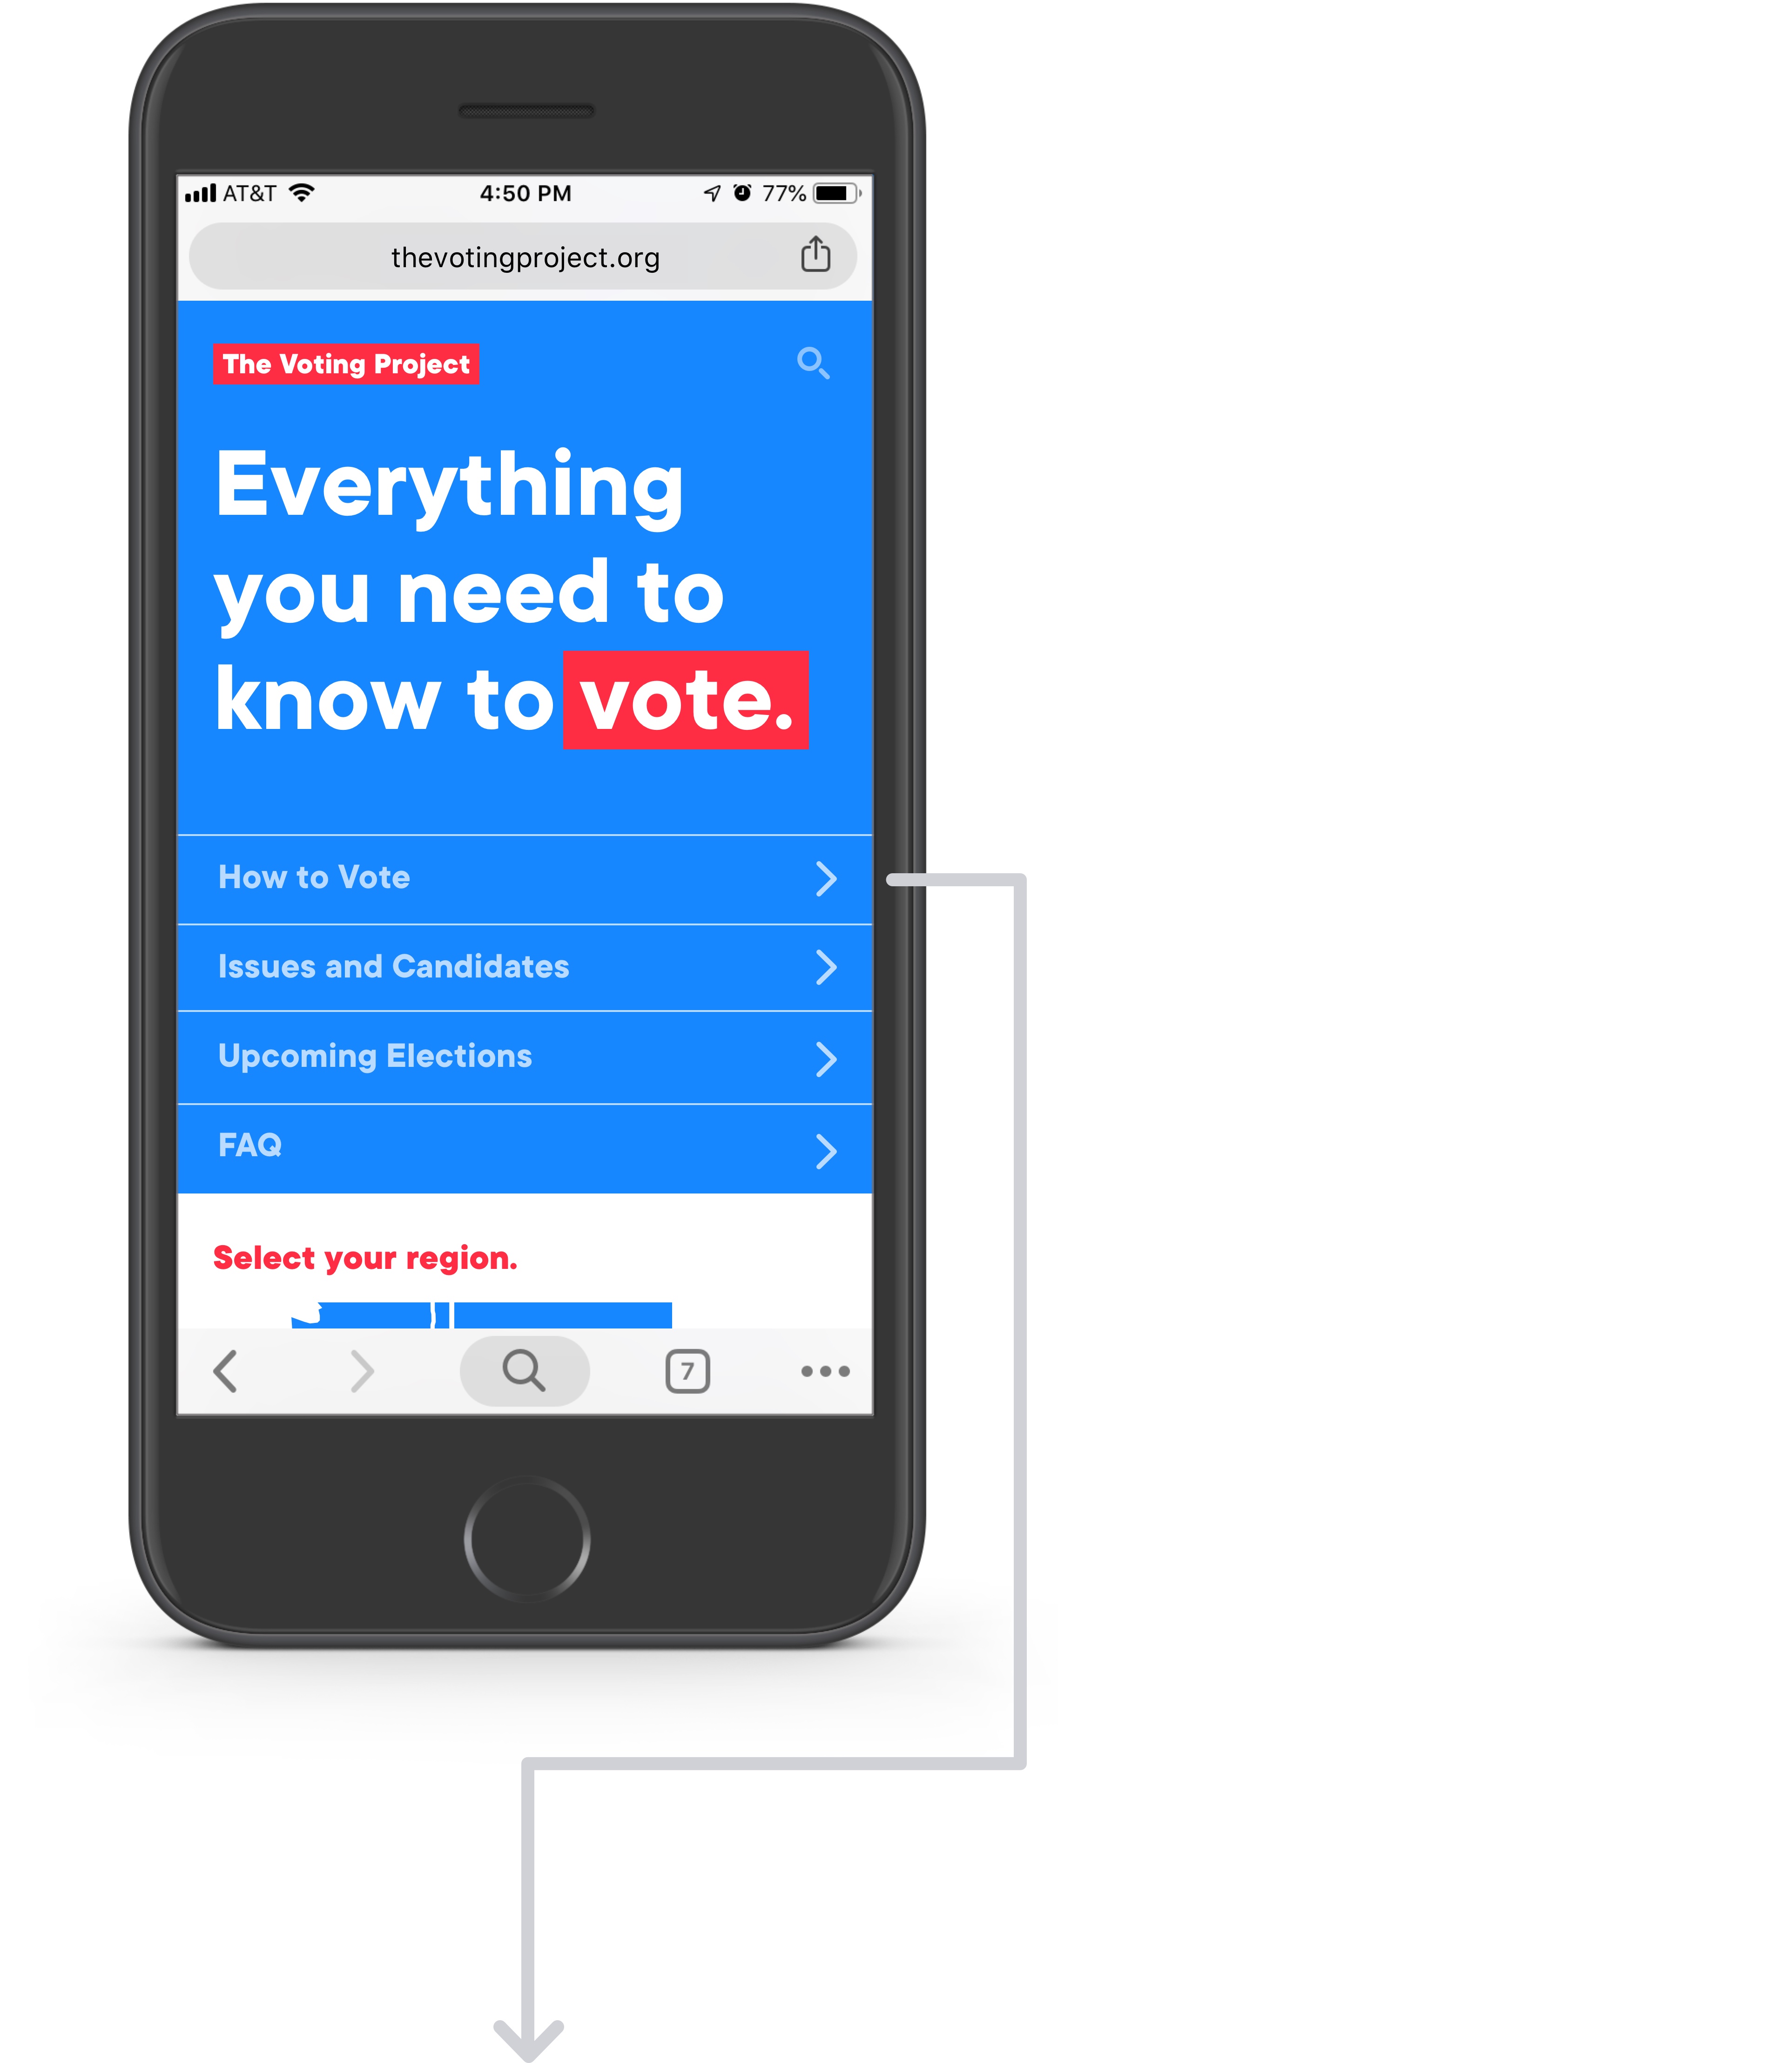 AT&T 4:50 PM 77%
thevotingproject.org
The Voting Project
Everything
you need to
know to vote.
How to Vote
Issues and Candidates
Upcoming Elections
FAQ
Select your region.
7